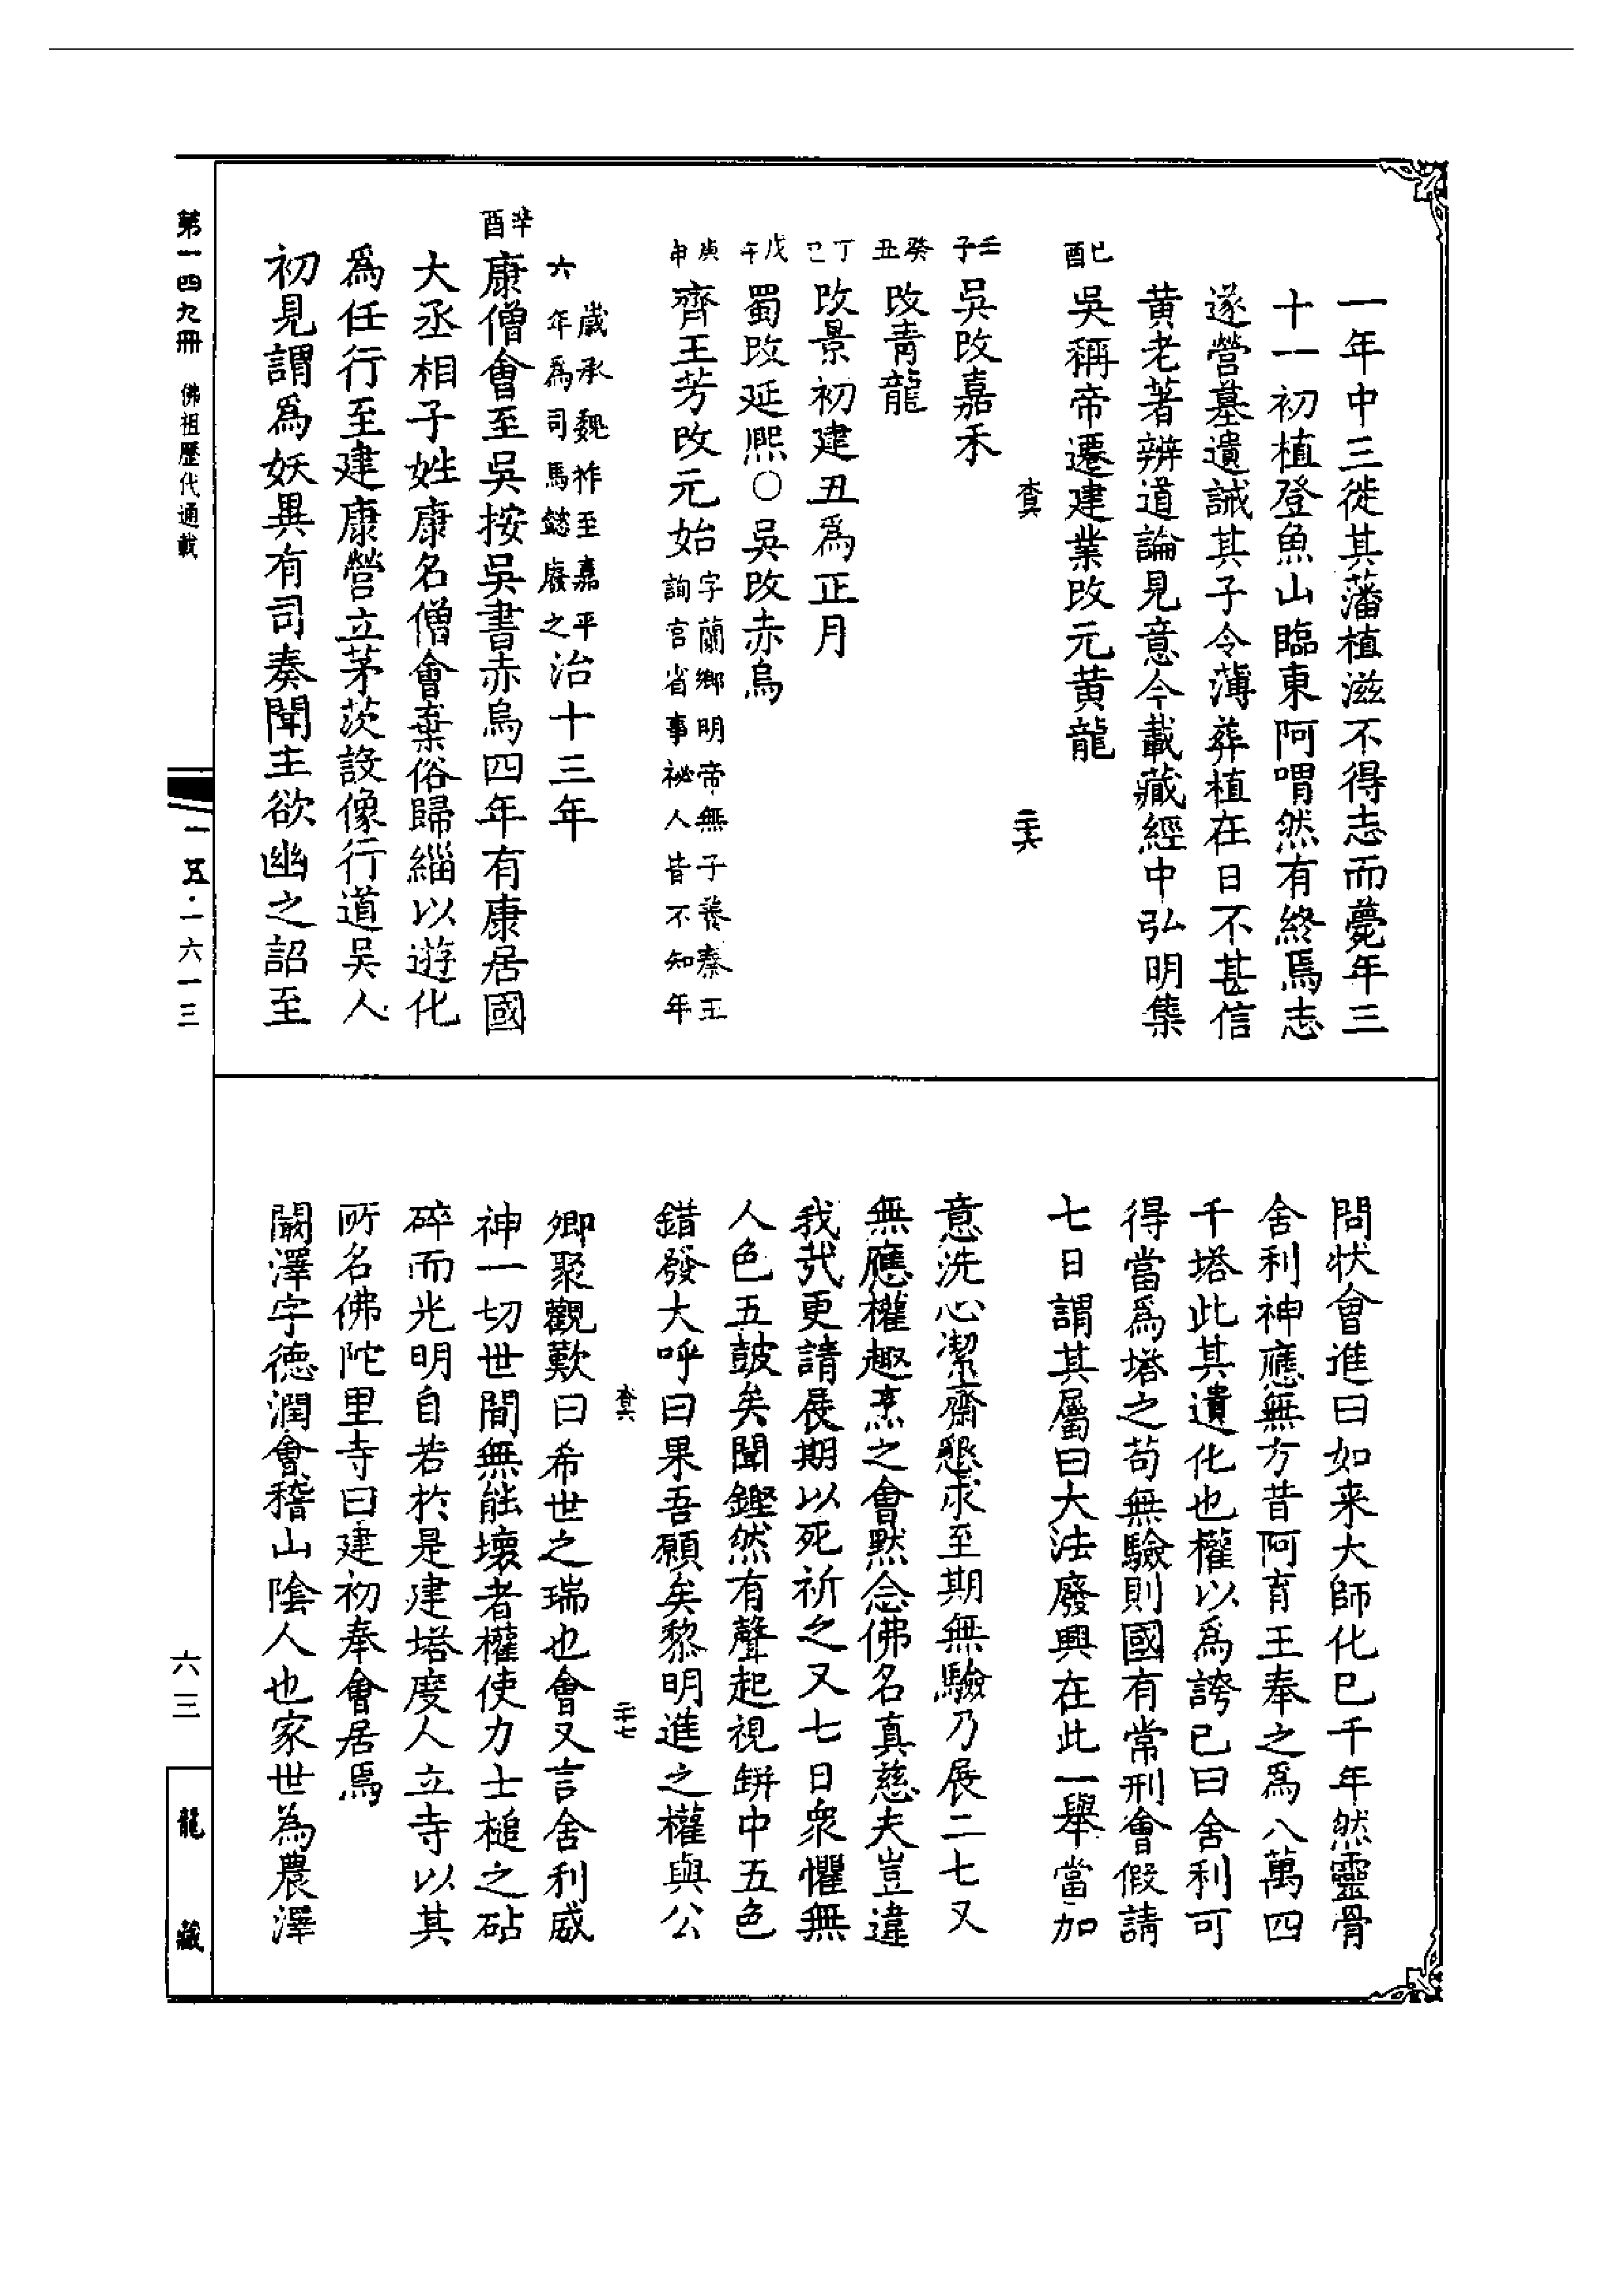 一年中三徙其藩植滋不得志而薨年三
十一初植登魚山臨東阿喟然有終焉志
遂營墓遺誡其子令薄葬植在日不甚信
黃老著辨道論見意今載藏經中弘明集
己酉吳稱帝遷建業改元黃龍
壬子吳改嘉禾
癸丑改青龍
丁巳改景初建丑為正月
戊午蜀改延熈○吳改赤烏
庚申齊王芳改元始字蘭鄉明帝無子養秦王
詢宮省事祕人皆不知年
六歲承魏祚至嘉平
年為司馬懿廢之治十三年
辛酉康僧會至吳按吳書赤烏四年有康居國
大丞相子姓康名僧會棄俗歸緇以遊化
為任行至建康營立茅茨設像行道吳人
初見謂為妖異有司奏聞主欲幽之詔至
問狀會進曰如来大師化已千年然靈骨
舍利神應無方昔阿育王奉之為八萬四
千塔此其遺化也權以為誇已曰舍利可
得當為塔之苟無驗則國有常刑會假請
七日謂其屬曰大法廢興在此一舉當加
意洗心潔齋懇求至期無驗乃展二七又
無應權趣烹之會默念佛名真慈夫豈違
我㢤更請展期以死祈之又七日衆懼無
人色五鼓矣聞鏗然有聲起視缾中五色
錯發大呼曰果吾願矣黎明進之權與公
卿聚觀歎曰希世之瑞也會又言舍利威
神一切世間無能壞者權使力士槌之砧
碎而光明自若於是建塔度人立寺以其
所名佛陀里寺曰建初奉會居焉
闞澤字德潤會稽山陰人也家世為農澤
第一四九冊 佛祖歷代通載
一五·一六一三
六三
龍藏